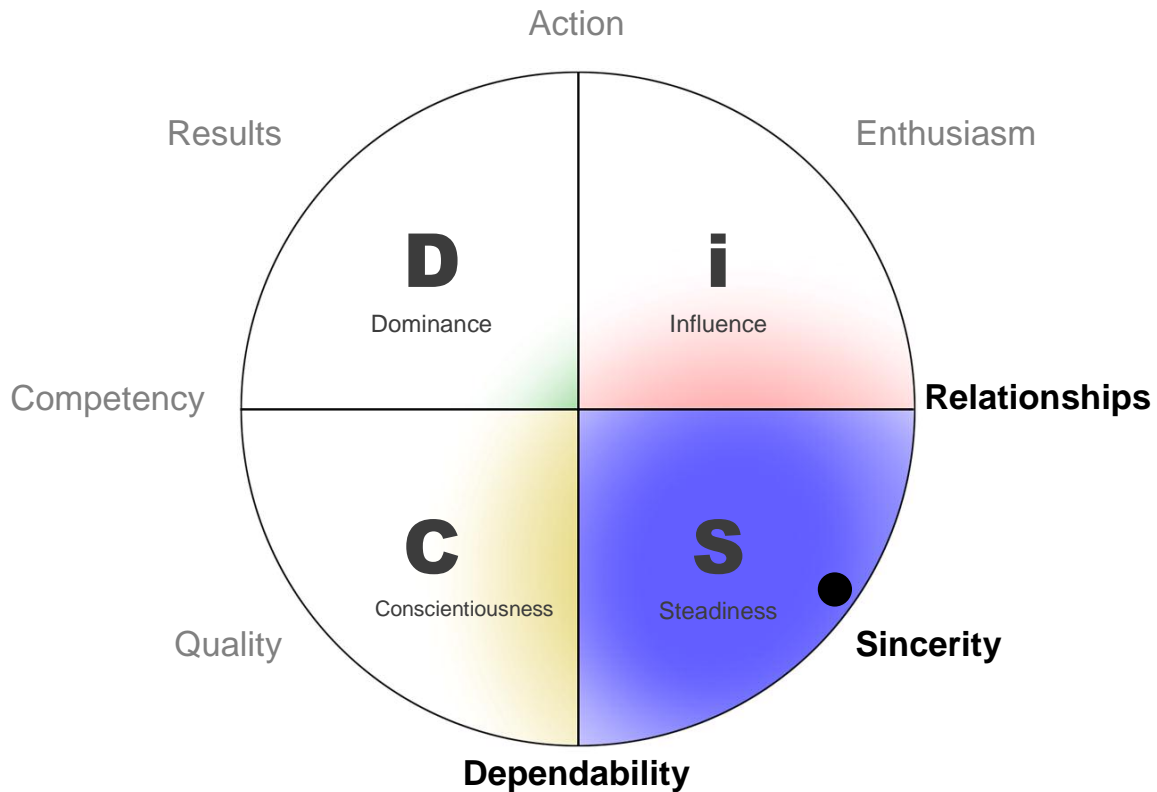 Action
Results
Enthusiasm
D
i
Dominance
Influence
Competency
Relationships
C
S
Conscientiousness
Steadiness
Quality
Sincerity
Dependability